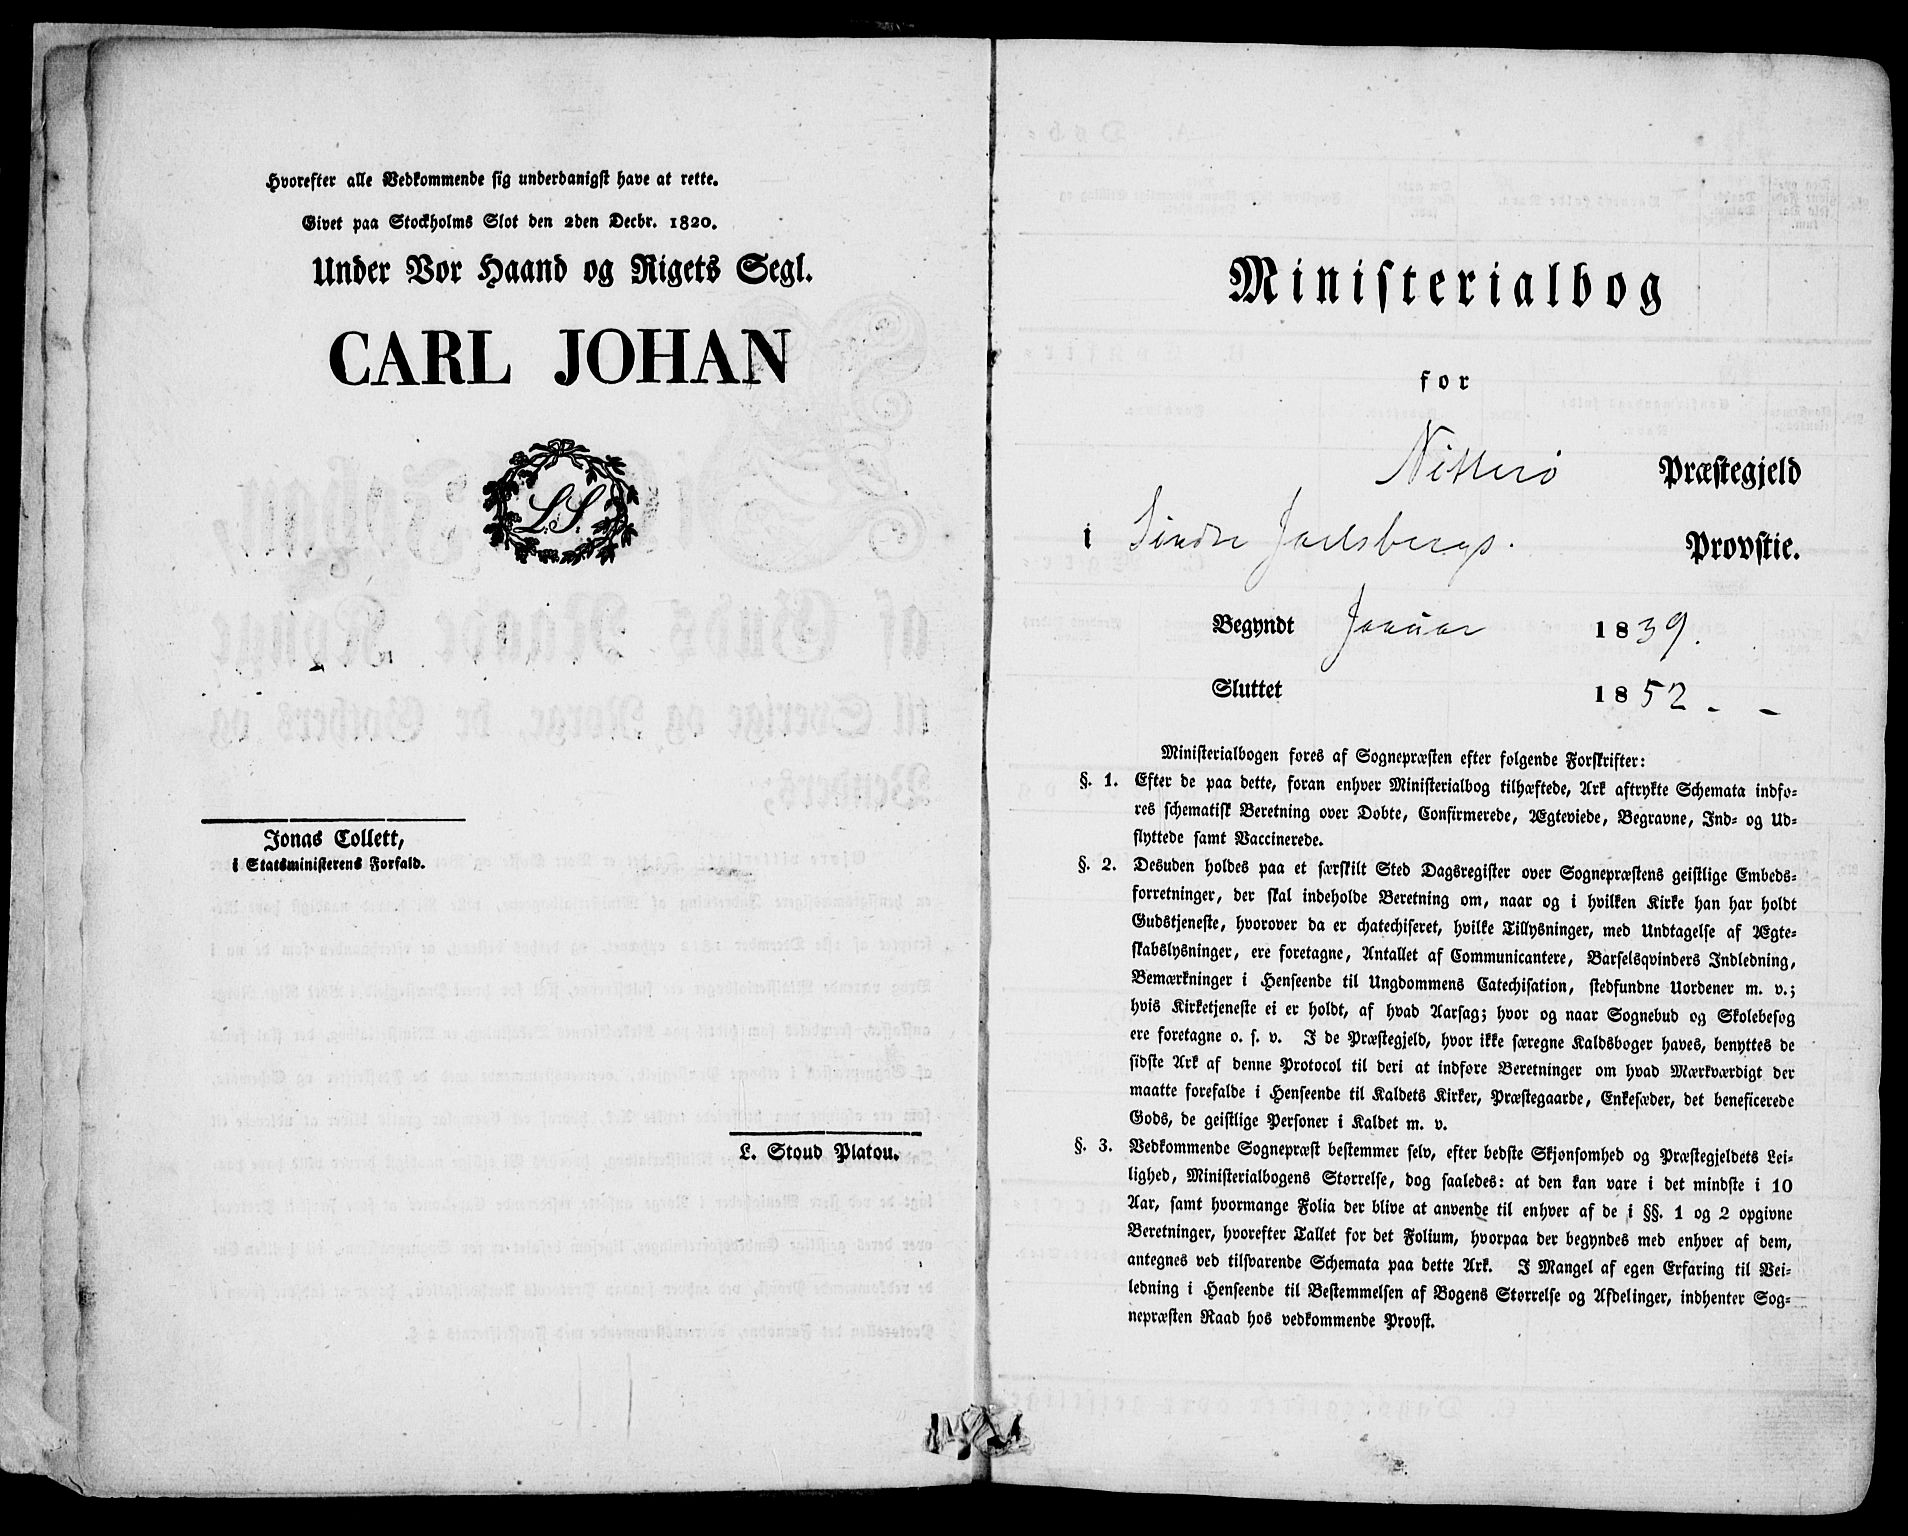 Hvorefter alle Vedkommende sig underdanigst have at rette.
Givet paa Stockholms Slot den 2den Decbr. 1820.
Under Vor Haand og Rigets Segl.
CARL JOHAN
L.S.
Jonas Collett,
i Statsministerens Forfald.
L. Stoud Platou.
Ministerialbog
for
Nøtterø Præstegjeld
i Søndre Jarlsbergs. Provstie.
Begyndt Januar 1839.
Sluttet 1852. -
Ministerialbogen føres af Sognepræsten efter følgende Forskrifter:
§. 1. Efter de paa dette, foran enhver Ministerialbog tilhæftede, Ark aftrykte Schemata indfø-
res schematisk Beretning over Døbte, Confirmerede, Ægteviede, Begravne, Ind- og Ud-
flyttede samt Vaccinerede.
§. 2. Desuden holdes paa et særskilt Sted Dagsregister over Sognepræstens geistlige Embeds-
forretninger, der skal indeholde Beretning om, naar og i hvilken Kirke han har holdt
Gudstjeneste, hvorover da er chatechiseret, hvilke Tillysninger, med Undtagelse af Ægte-
skabslysninger, ere foretagne, Antallet af Communicantere, Barselsqvinders Indledning,
Bemærkninger i Henseende til Ungdommens Catechisation, stedfundne Uordener m. v.;
hvis Kirketjeneste ei er holdt, af hvad Aarsag; hvor og naar Sognebud og Skolebesøg
ere foretagne o. s. v. I de Præstegjeld, hvor ikke særegne Kaldsbøger haves, benyttes de
sidste Ark af denne Protocol til deri at indføre Beretninger om hvad Mærkværdigt der
maatte forefalde i Henseende til Kaldets Kirker, Præstegaarde, Enkesæder, det beneficerede
Gods, de geistlige Personer i Kaldet m. v.
§. 3. Vedkommende Sognepræst bestemmer selv, efter bedste Skjønsomhed og Præstegjeldets Lei-
lighed, Ministerialbogens Størrelse, dog saaledes: at den kan vare i det mindste i 10
Aar, samt hvormange Folia der blive at anvende til enhver af de i §§. 1 og 2 opgivne
Beretninger, hvorefter Tallet for det Folium, hvorpaa der begyndes med enhver af dem,
antegnes ved tilsvarende Schemata paa dette Ark. I Mangel af egen Erfaring til Vei-
ledning i Henseende til Bestemmelsen af Bogens Størrelse og Afdelinger, indhenter Sog-
nepræsten Raad hos vedkommende Provst.